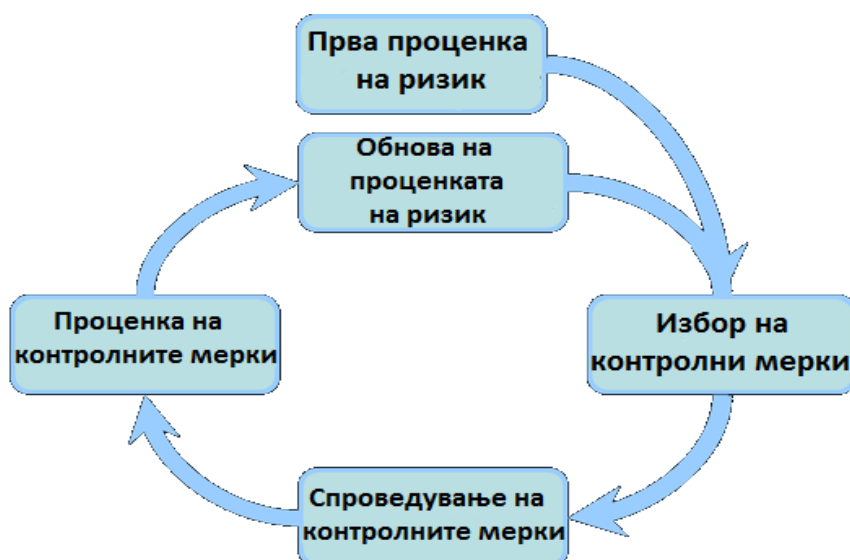 Прва проценка
на ризик
Обнова на
проценката
на ризик
Проценка на
контролните мерки
Избор на
контролни мерки
Спроведување на
контролните мерки